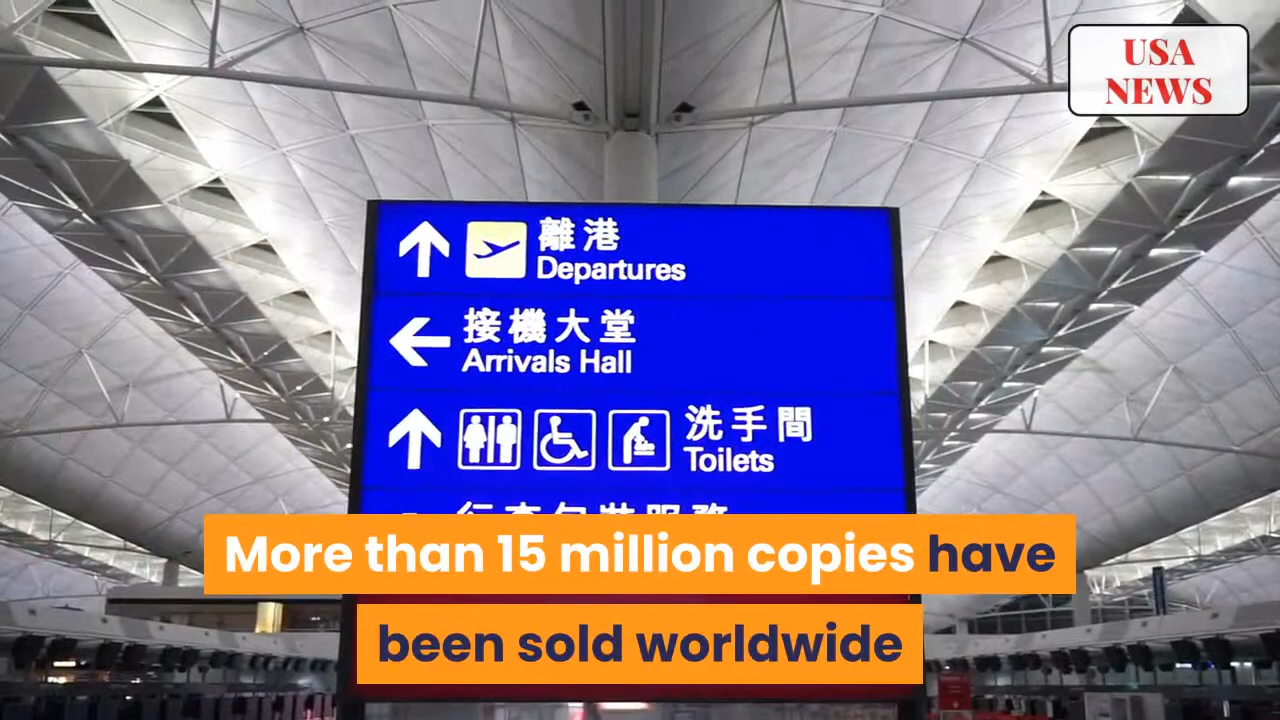 USA
NEWS
離港
Departures
接機大堂
Arrivals Hall
洗手間
Toilets
More than 15 million copies have
been sold worldwide